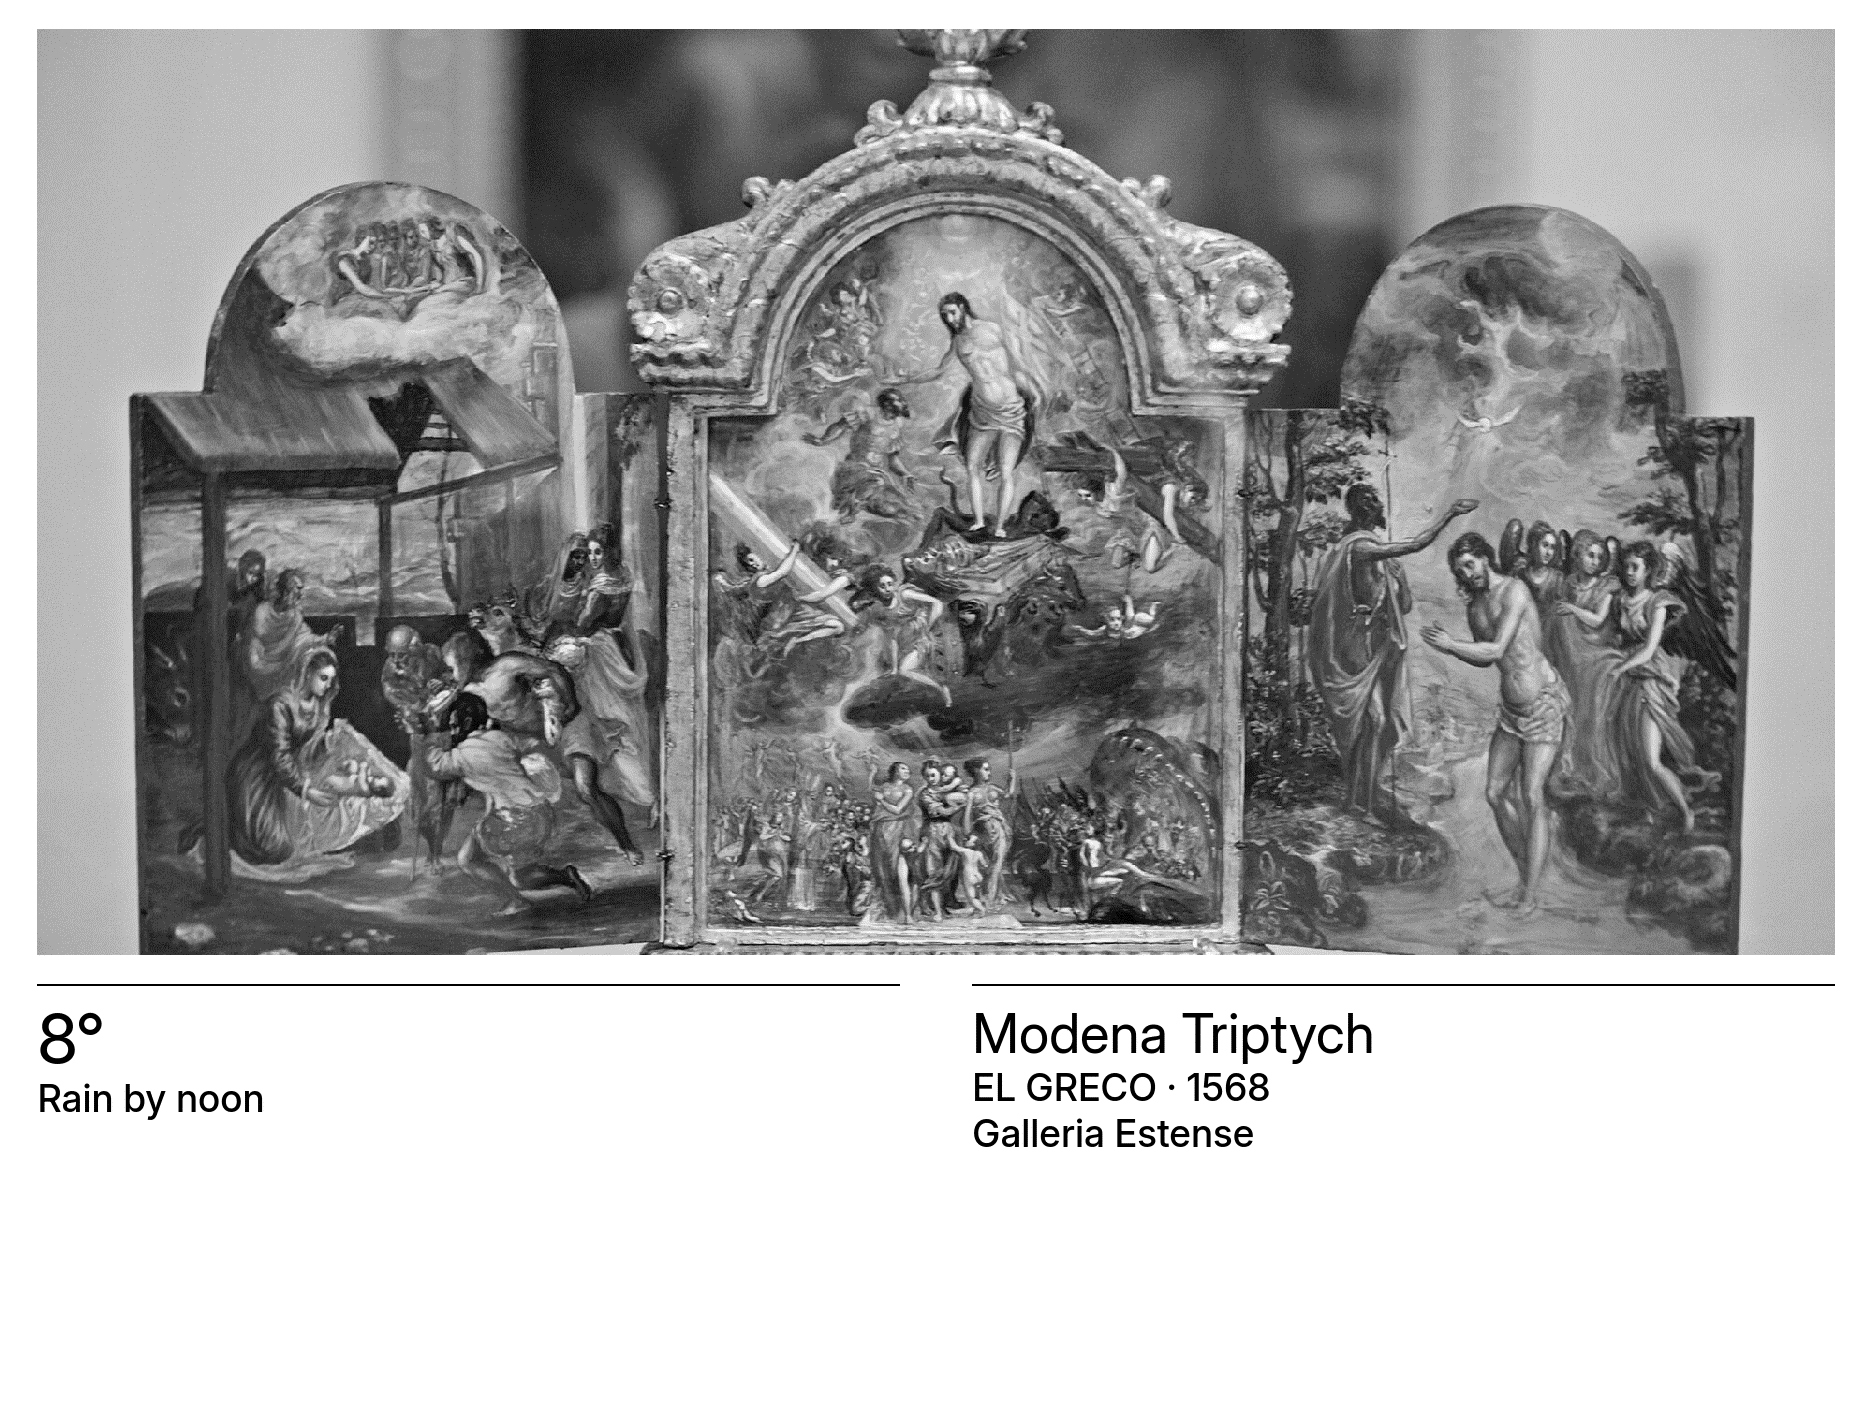 8°
Rain by noon
Modena Triptych
EL GRECO · 1568
Galleria Estense